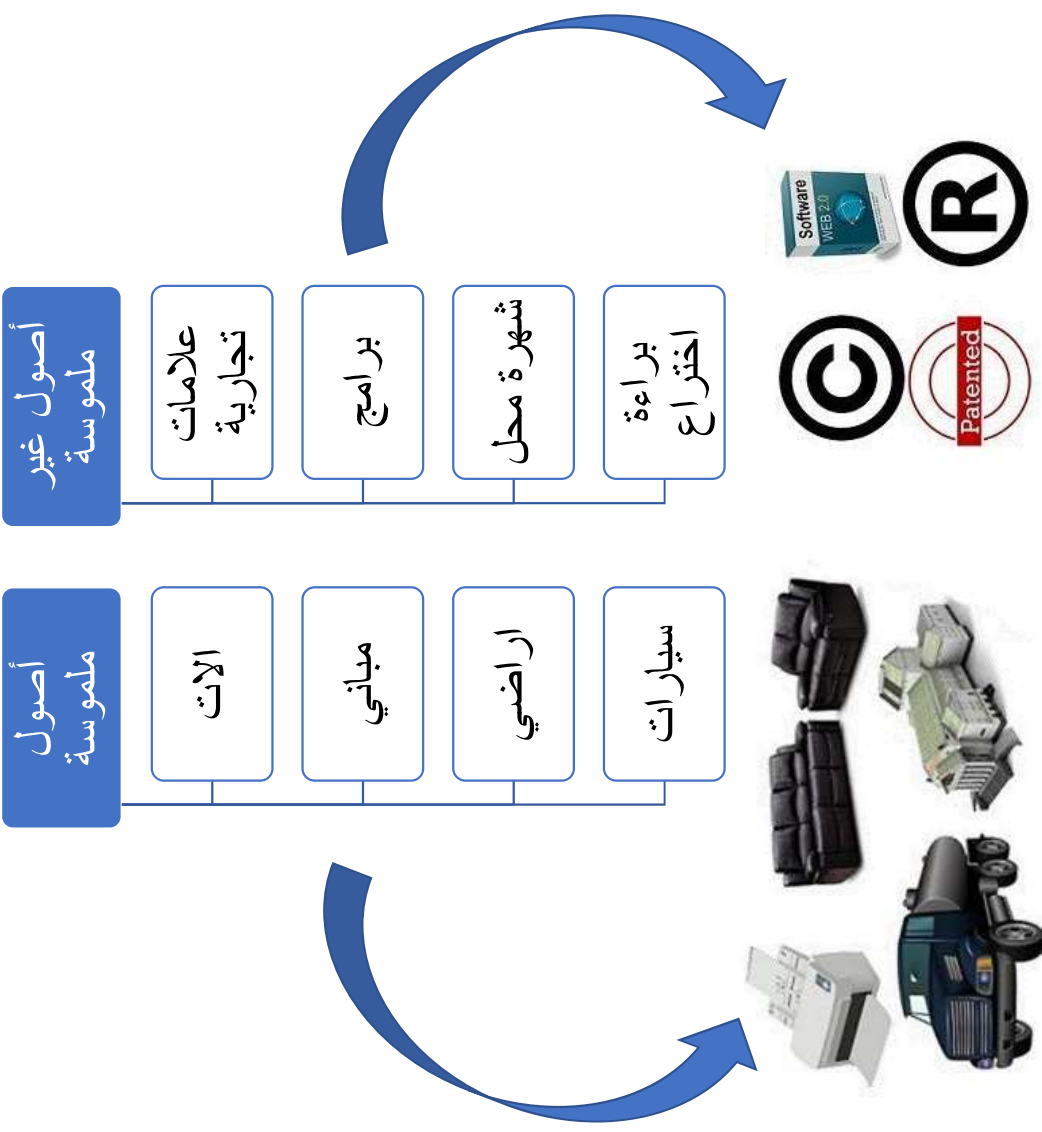 أصول غير
ملموسة
علامات
تجارية
برامج
شهرة محل
براءة
اختراع
أصول
ملموسة
الات
مباني
اراضي
سيارات
Software
WEB 2.0
R
C
Patented